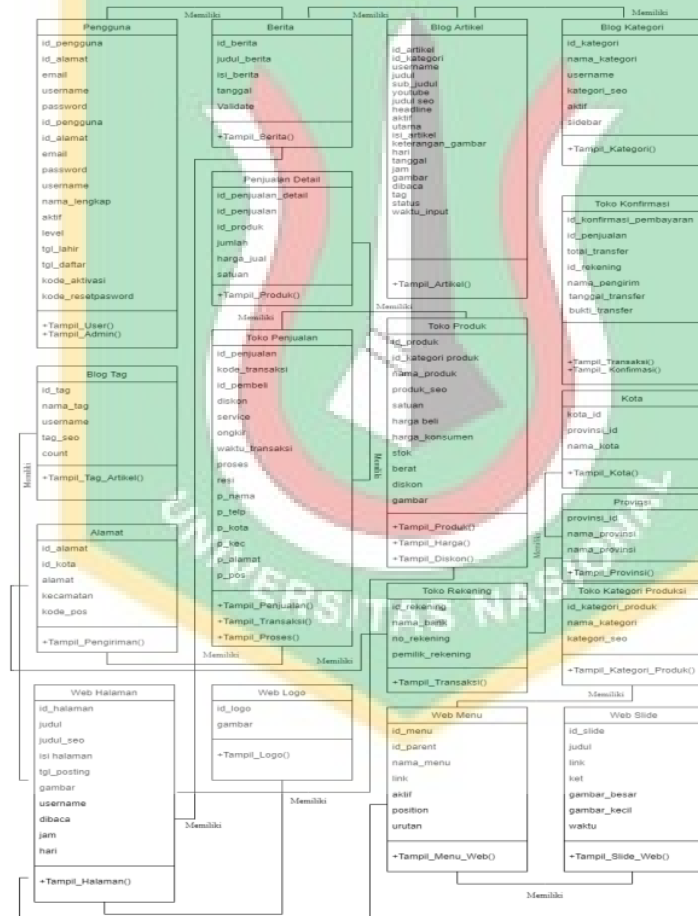 Memiliki
Memiliki
Memiliki
Pengguna
id_pengguna
id_alamat
email
username
password
id_pengguna
id_alamat
email
password
username
nama_lengkap
aktif
level
tgl_lahir
tgl_daftar
kode_aktivasi
kode_resetpasword
+Tampil_User()
+Tampil_Admin()
Berita
id_berita
judul_berita
isi_berita
tanggal
Validate
+Tampil_Berita()
Blog Artikel
id_artikel
id_kategori
username
judul
sub_judul
youtube
judul seo
headline
aktif
utama
isi_artikel
keterangan_gambar
hari
tanggal
jam
gambar
dibaca
tag
status
waktu_input
+Tampil_Artikel()
Blog Kategori
id_kategori
nama_kategori
username
kategori_seo
aktif
sidebar
+Tampil_Kategori()
Penjualan Detail
id_penjualan_detail
id_penjualan
id_produk
jumlah
harga_jual
satuan
+Tampil_Produk()
Toko Konfirmasi
id_konfirmasi_pembayaran
id_penjualan
total_transfer
id_rekening
nama_pengirim
tanggal_transfer
bukti_transfer
+Tampil_Transaksi()
+Tampil_ Konfirmasi()
Memiliki
Memiliki
Toko Penjualan
id_penjualan
kode_transaksi
id_pembeli
diskon
service
ongkir
waktu_transaksi
proses
resi
p_nama
p_telp
p_kota
p_kec
p_alamat
p_pos
+Tampil_Penjualan()
+Tampil_Transaksi()
+Tampil_Proses()
Toko Produk
id_produk
id_kategori produk
nama_produk
produk_seo
satuan
harga beli
harga_konsumen
stok
berat
diskon
gambar
+Tampil_Produk()
+Tampil_Harga()
+Tampil_Diskon()
Blog Tag
id_tag
nama_tag
username
tag_seo
count
+Tampil_Tag_Artikel()
Kota
kota_id
provinsi_id
nama_kota
+Tampil_Kota()
Memiliki
Memiliki
Memiliki
Alamat
id_alamat
id_kota
alamat
kecamatan
kode_pos
+Tampil_Pengiriman()
Provinsi
provinsi_id
nama_provinsi
nama_provinsi
+Tampil_Provinsi()
Toko Rekening
id_rekening
nama_bank
no_rekening
pemilik_rekening
+Tampil_Transaksi()
Toko Kategori Produksi
id_kategori_produk
nama_kategori
kategori_seo
+Tampil_Kategori_Produk()
UNIVERSITAS NASIONAL
Memiliki
Memiliki
Memiliki
Web Halaman
id_halaman
judul
judul_seo
isi halaman
tgl_posting
gambar
username
dibaca
jam
hari
+Tampil_Halaman()
Web Logo
id_logo
gambar
+Tampil_Logo()
Web Menu
id_menu
id_parent
nama_menu
link
aktif
position
urutan
+Tampil_Menu_Web()
Web Slide
id_slide
judul
link
ket
gambar_besar
gambar_kecil
waktu
+Tampil_Slide_Web()
Memiliki
Memiliki
Memiliki